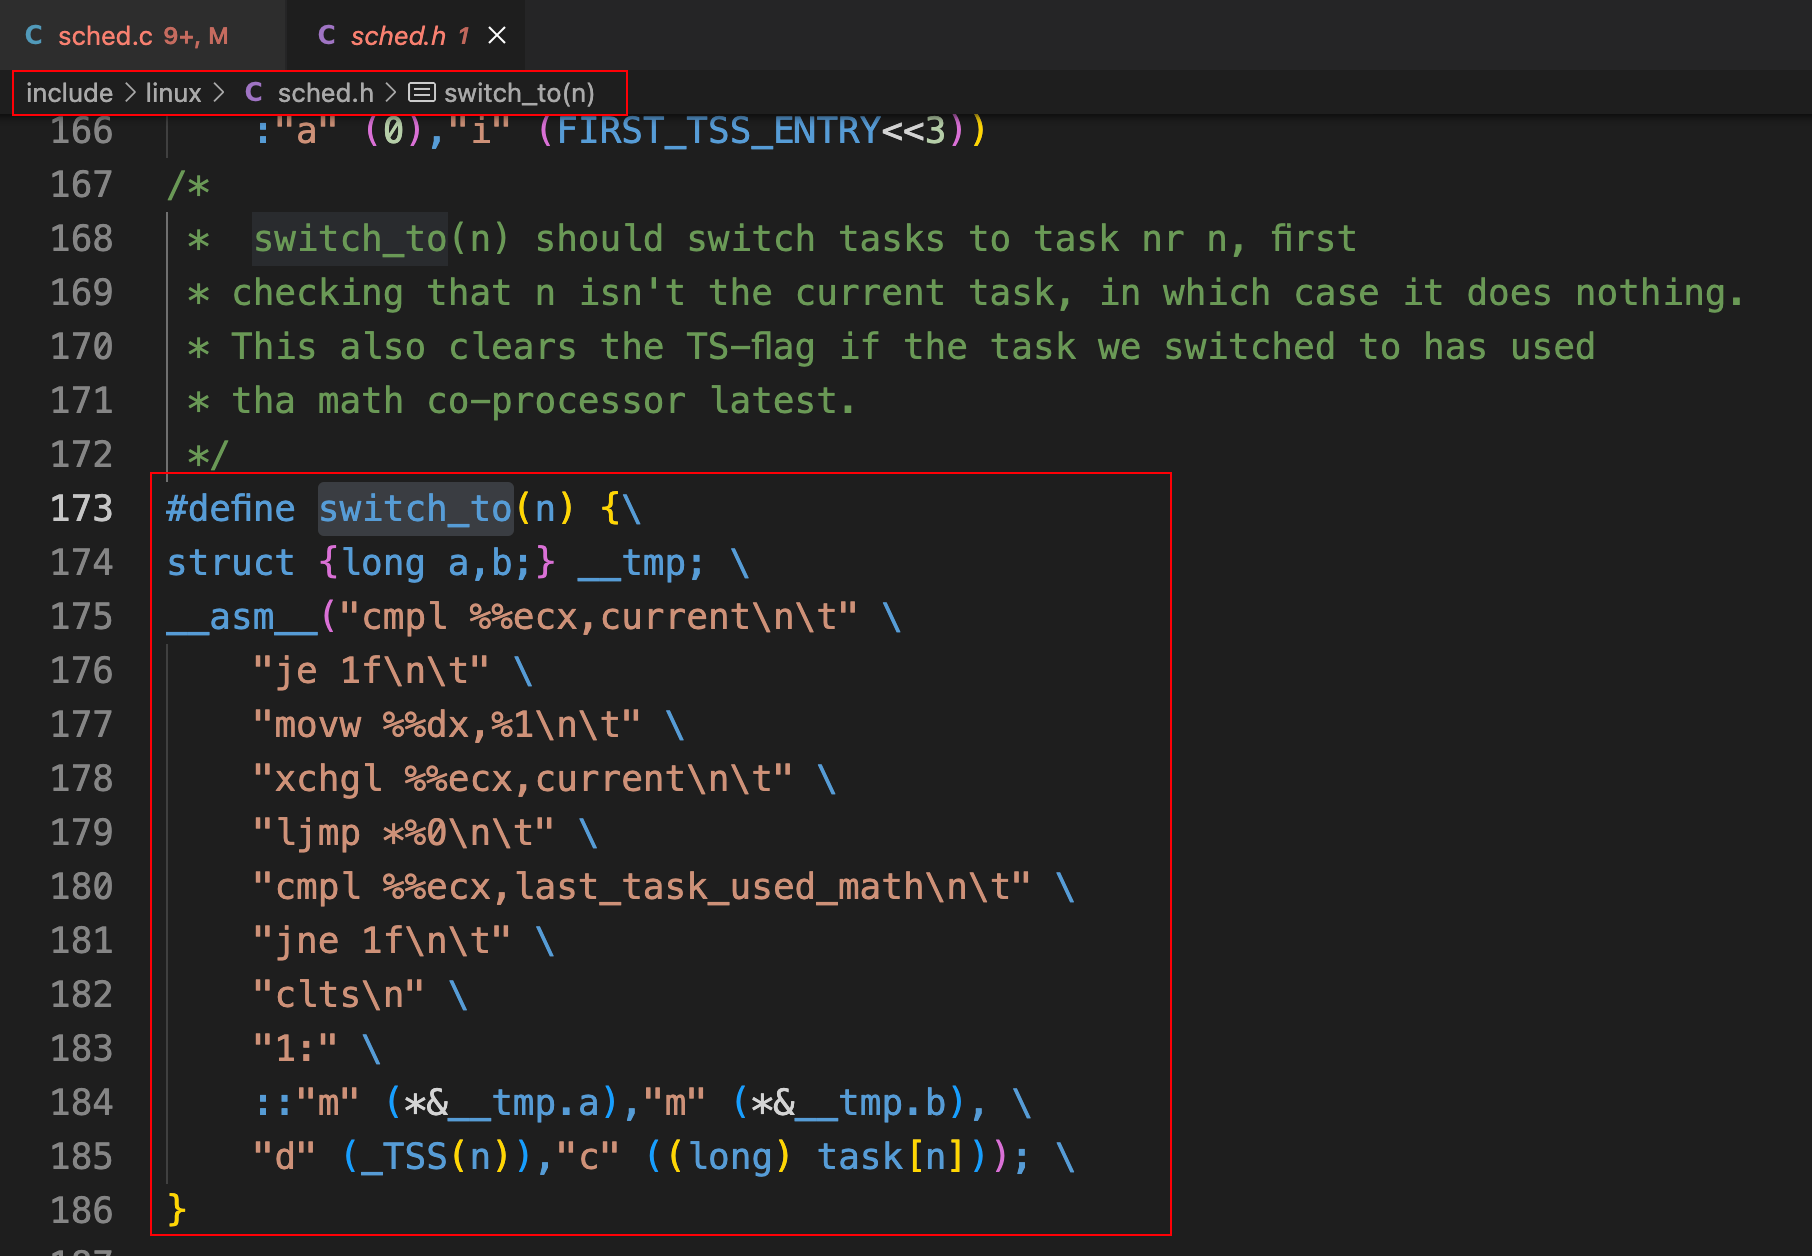 C sched.c 9+, M C sched.h 1 ×
include > linux > C sched.h > switch_to(n)
166 :"a" (0),"i" (FIRST_TSS_ENTRY<<3))
167 /*
168 * switch_to(n) should switch tasks to task nr n, first
169 * checking that n isn't the current task, in which case it does nothing.
170 * This also clears the TS-flag if the task we switched to has used
171 * tha math co-processor latest.
172 */
173 #define switch_to(n) {\
174 struct {long a,b;} __tmp; \
175 __asm__("cmpl %%ecx,current\n\t" \
176 "je 1f\n\t" \
177 "movw %%dx,%1\n\t" \
178 "xchgl %%ecx,current\n\t" \
179 "ljmp *%0\n\t" \
180 "cmpl %%ecx,last_task_used_math\n\t" \
181 "jne 1f\n\t" \
182 "clts\n" \
183 "1:" \
184 ::"m" (*&__tmp.a),"m" (*&__tmp.b), \
185 "d" (_TSS(n)),"c" ((long) task[n])); \
186 }
187